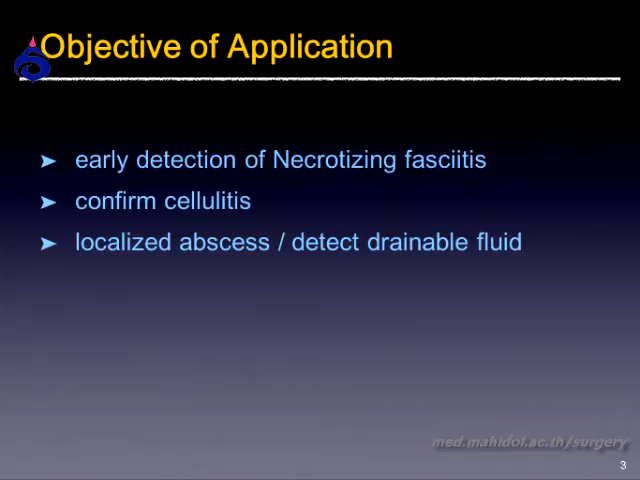 Objective of Application
early detection of Necrotizing fasciitis
confirm cellulitis
localized abscess / detect drainable fluid
med.mahidol.ac.th/surgery
3